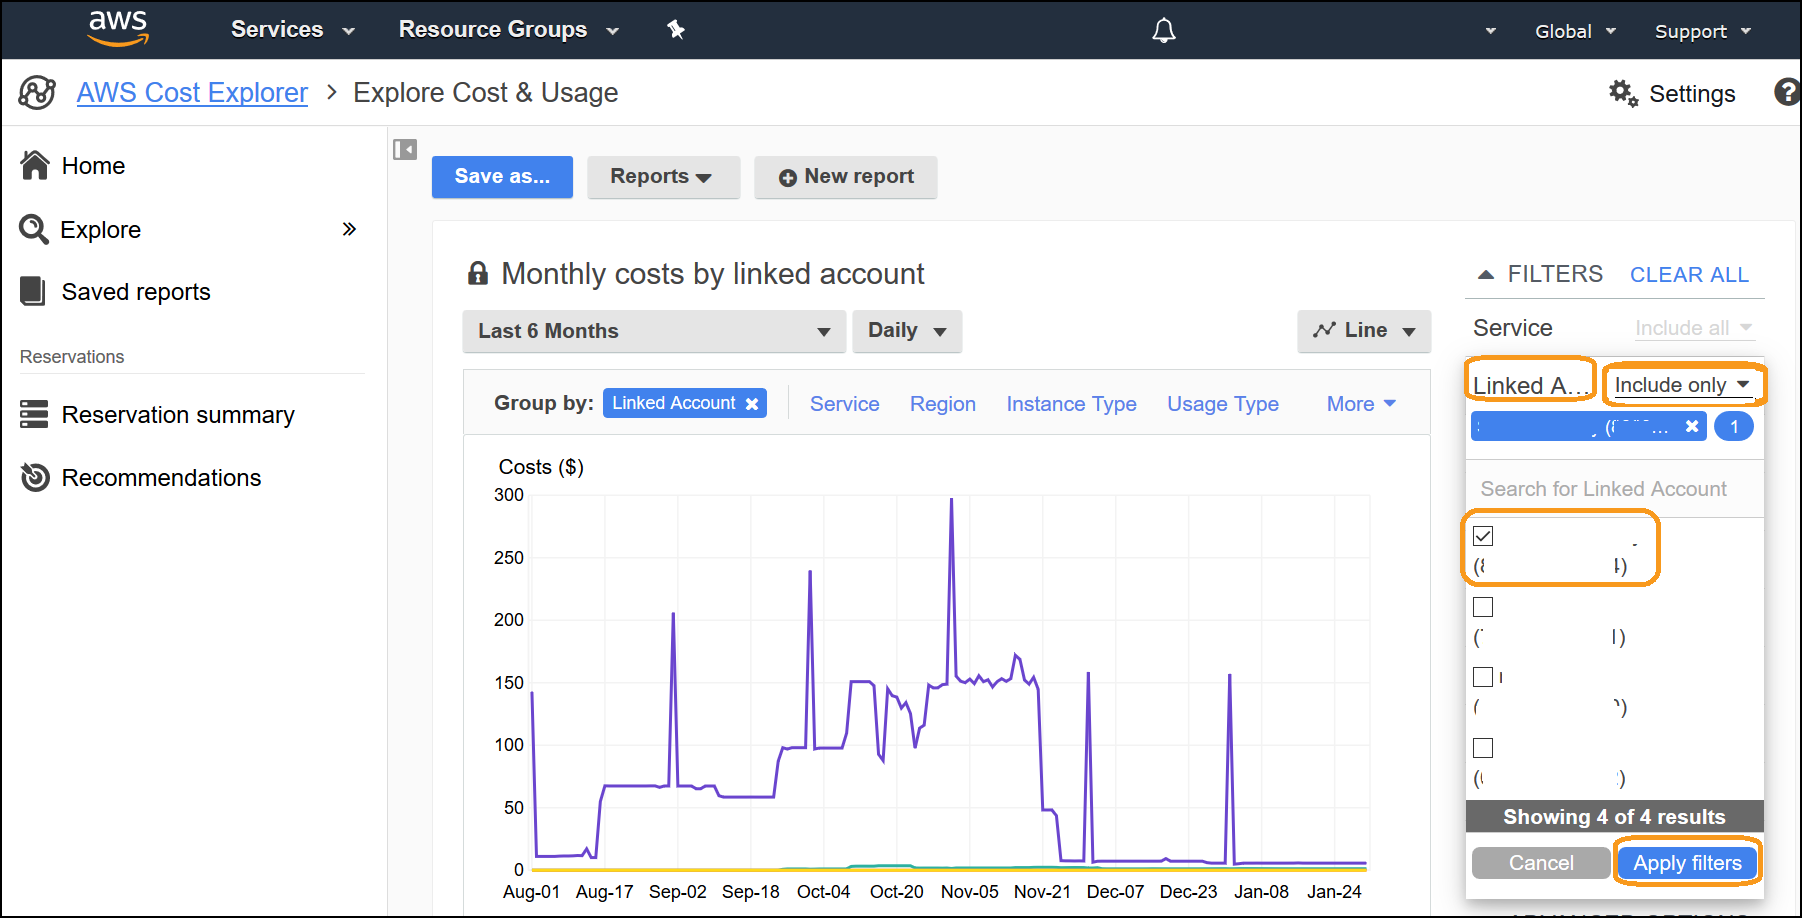 aws Services Resource Groups Global Support
AWS Cost Explorer > Explore Cost & Usage Settings ?
Home
Explore »
Saved reports
Reservations
Reservation summary
Recommendations
Save as... Reports New report
Monthly costs by linked account
Last 6 Months Daily Line
Group by: Linked Account × Service Region Instance Type Usage Type More
Costs ($)
300
250
200
150
100
50
0
Aug-01 Aug-17 Sep-02 Sep-18 Oct-04 Oct-20 Nov-05 Nov-21 Dec-07 Dec-23 Jan-08 Jan-24
FILTERS CLEAR ALL
Service Include all
Linked A... Include only
... × 1
Search for Linked Account
4)
Showing 4 of 4 results
Cancel Apply filters